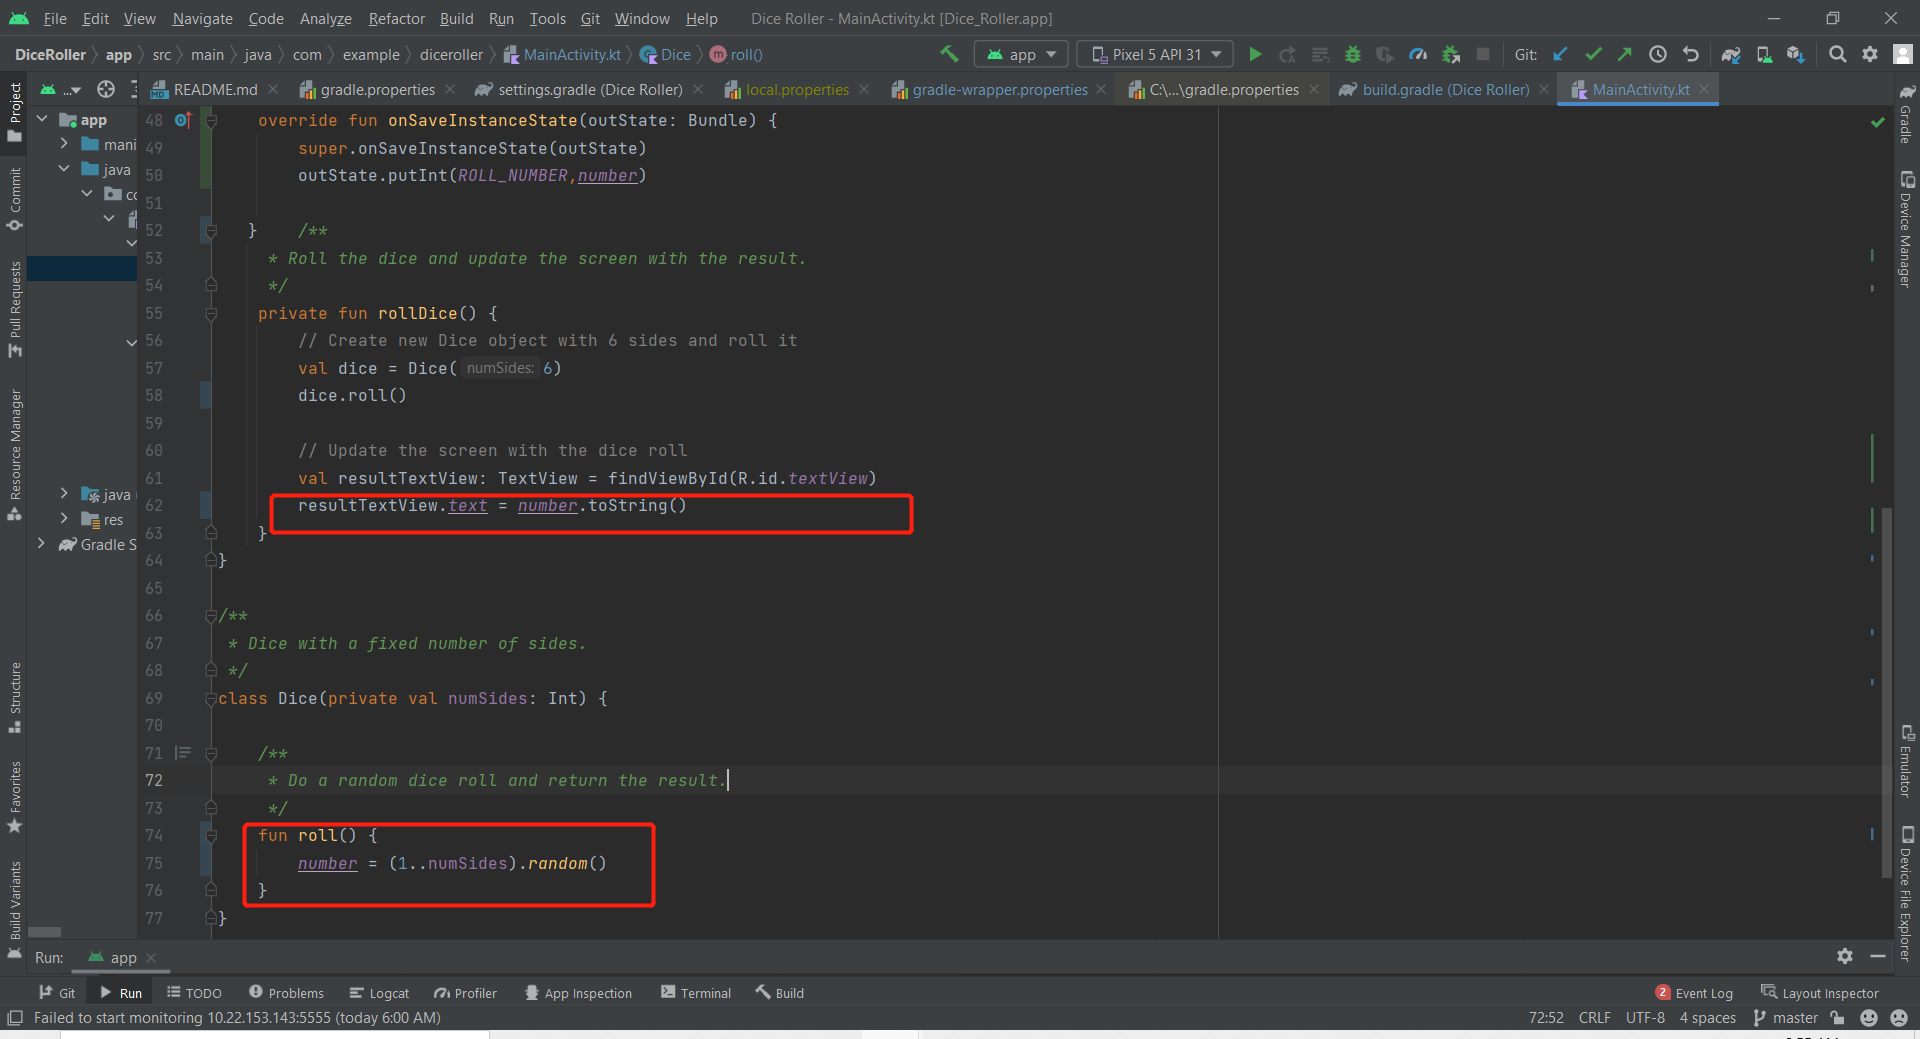 File Edit View Navigate Code Analyze Refactor Build Run Tools Git Window Help Dice Roller - MainActivity.kt [Dice_Roller.app]
DiceRoller app src main java com example diceroller MainActivity.kt Dice roll() app Pixel 5 API 31 Git:
... README.md gradle.properties settings.gradle (Dice Roller) local.properties gradle-wrapper.properties C:\...\gradle.properties build.gradle (Dice Roller) MainActivity.kt
Project
Commit
Pull Requests
Resource Manager
Structure
Favorites
Build Variants
app
mani
java
co
java
res
Gradle S
48 override fun onSaveInstanceState(outState: Bundle) {
49 super.onSaveInstanceState(outState)
50 outState.putInt(ROLL_NUMBER,number)
51
52 } /**
53 * Roll the dice and update the screen with the result.
54 */
55 private fun rollDice() {
56 // Create new Dice object with 6 sides and roll it
57 val dice = Dice( numSides: 6)
58 dice.roll()
59
60 // Update the screen with the dice roll
61 val resultTextView: TextView = findViewById(R.id.textView)
62 resultTextView.text = number.toString()
63 }
64 }
65
66 /**
67 * Dice with a fixed number of sides.
68 */
69 class Dice(private val numSides: Int) {
70
71 /**
72 * Do a random dice roll and return the result.
73 */
74 fun roll() {
75 number = (1..numSides).random()
76 }
77 }
Gradle
Device Manager
Emulator
Device File Explorer
Run: app
Git Run TODO Problems Logcat Profiler App Inspection Terminal Build 2 Event Log Layout Inspector
Failed to start monitoring 10.22.153.143:5555 (today 6:00 AM) 72:52 CRLF UTF-8 4 spaces master